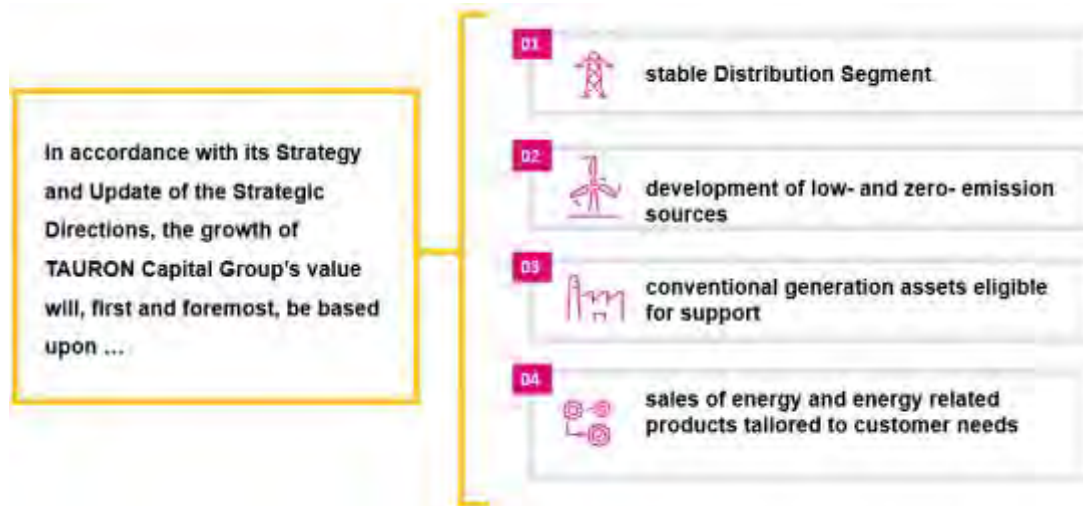 In accordance with its Strategy
and Update of the Strategic
Directions, the growth of
TAURON Capital Group's value
will, first and foremost, be based
upon ...
01
stable Distribution Segment
02
development of low- and zero- emission
sources
03
conventional generation assets eligible
for support
04
sales of energy and energy related
products tailored to customer needs